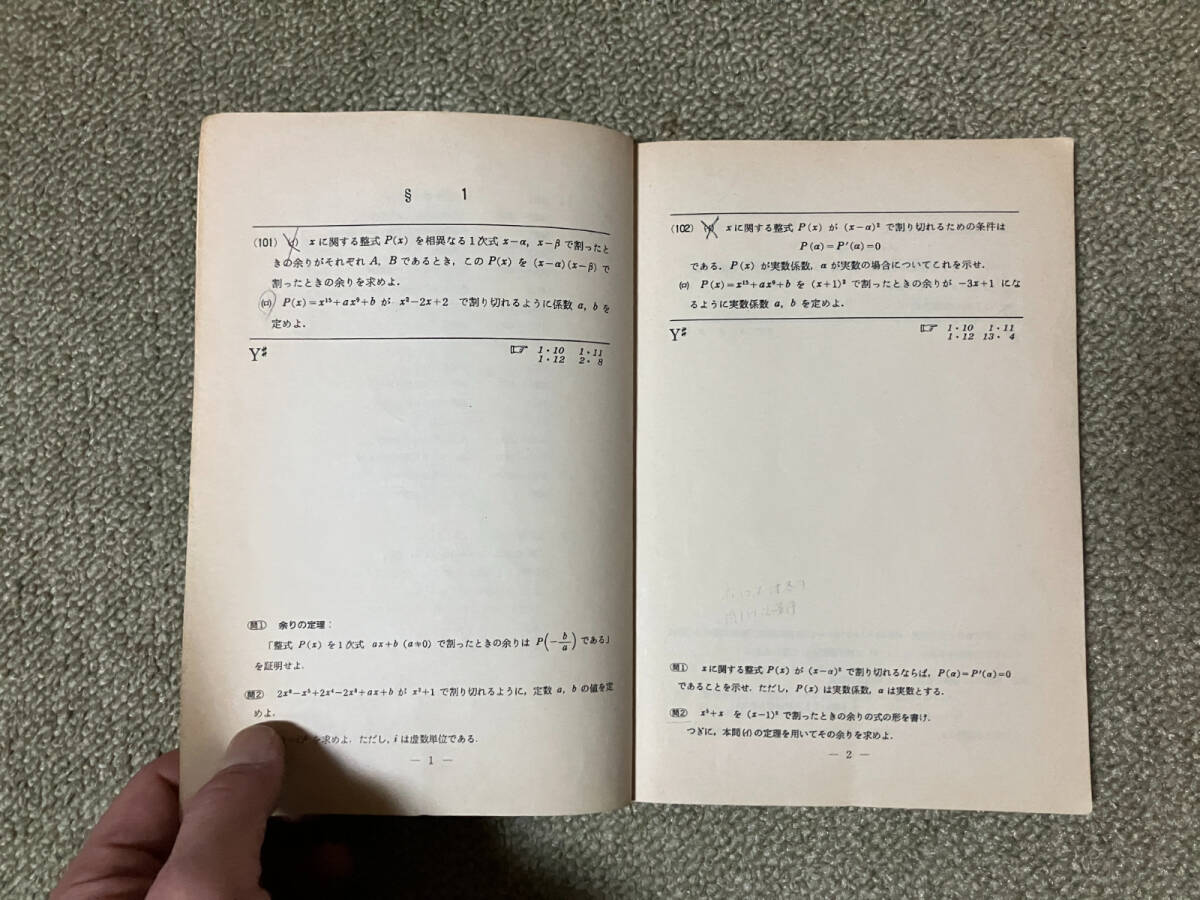 § 1
(101) (イ) xに関する整式 P(x) を相異なる1次式 x−α, x−β で割ったと
きの余りがそれぞれ A, B であるとき, この P(x) を (x−α)(x−β) で
割ったときの余りを求めよ.
(ロ) P(x)=x¹⁵+ax⁹+b が x²−2x+2 で割り切れるように係数 a, b を
定めよ.
Y♯
☞ 1・10 1・11
1・12 2・8
問1 余りの定理:
「整式 P(x) を1次式 ax+b (a≠0) で割ったときの余りは P(−b/a) である」
を証明せよ.
問2 が x²+1 で割り切れるように, 定数 a, b の値を定
めよ.
を求めよ. ただし, i は虚数単位である.
— 1 —
(102) (イ) xに関する整式 P(x) が (x−α)² で割り切れるための条件は
P(α)=P′(α)=0
である. P(x) が実数係数, α が実数の場合についてこれを示せ.
(ロ) P(x)=x¹⁵+ax⁹+b を (x+1)² で割ったときの余りが −3x+1 にな
るように実数係数 a, b を定めよ.
Y♯
☞ 1・10 1・11
1・12 13・4
問1 xに関する整式 P(x) が (x−α)² で割り切れるならば, P(α)=P′(α)=0
であることを示せ. ただし, P(x) は実数係数, α は実数とする.
問2 x⁵+x を (x−1)² で割ったときの余りの式の形を書け.
つぎに, 本問(イ)の定理を用いてその余りを求めよ.
— 2 —